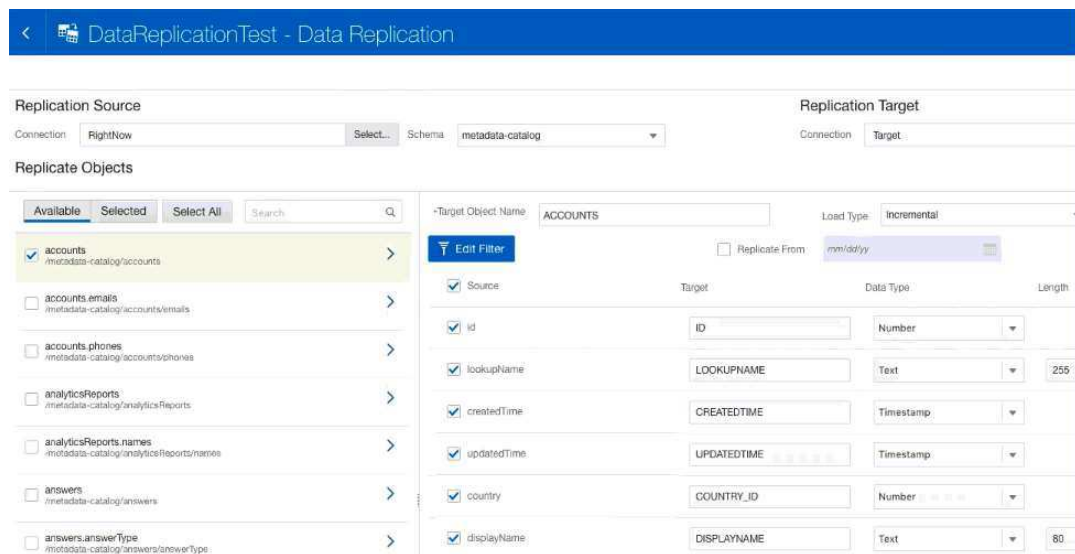 DataReplicationTest - Data Replication
Replication Source
Replication Target
Connection RightNow Select... Schema metadata-catalog
Connection Target
Replicate Objects
Available Selected Select All Search
*Target Object Name ACCOUNTS Load Type Incremental
Edit Filter Replicate From mm/dd/yy
accounts
/metadata-catalog/accounts
accounts.emails
/metadata-catalog/accounts/emails
accounts.phones
/metadata-catalog/accounts/phones
analyticsReports
/metadata-catalog/analyticsReports
analyticsReports.names
/metadata-catalog/analyticsReports/names
answers
/metadata-catalog/answers
answers.answerType
/metadata-catalog/answers/answerType
Source Target Data Type Length
id ID Number
lookupName LOOKUPNAME Text 255
createdTime CREATEDTIME Timestamp
updatedTime UPDATEDTIME Timestamp
country COUNTRY_ID Number
displayName DISPLAYNAME Text 80